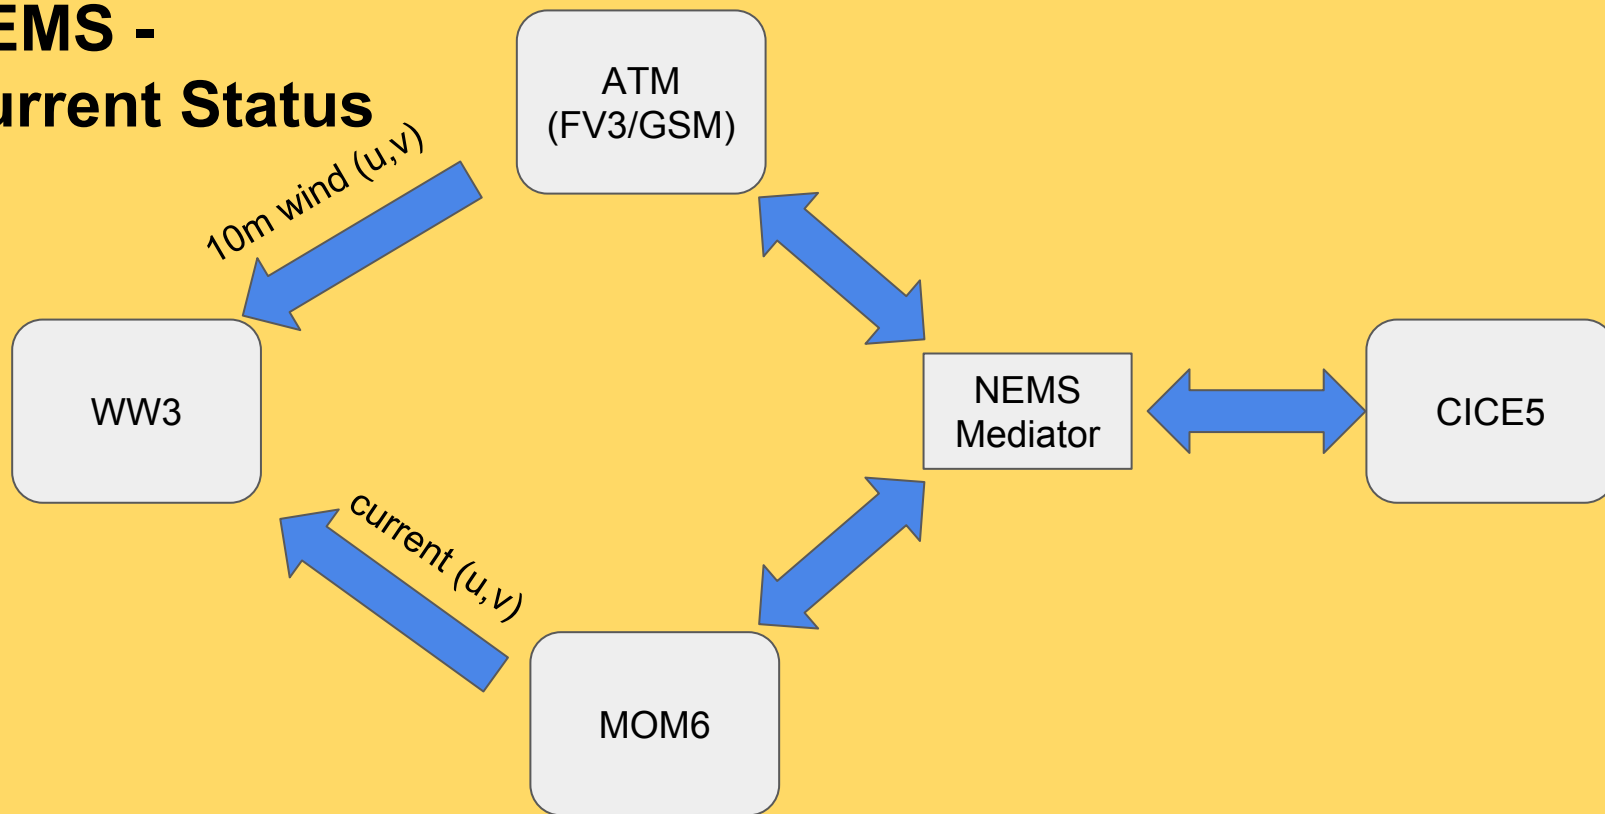 EMS -
urrent Status
ATM
(FV3/GSM)
10m wind (u,v)
WW3
NEMS
Mediator
CICE5
current (u,v)
MOM6